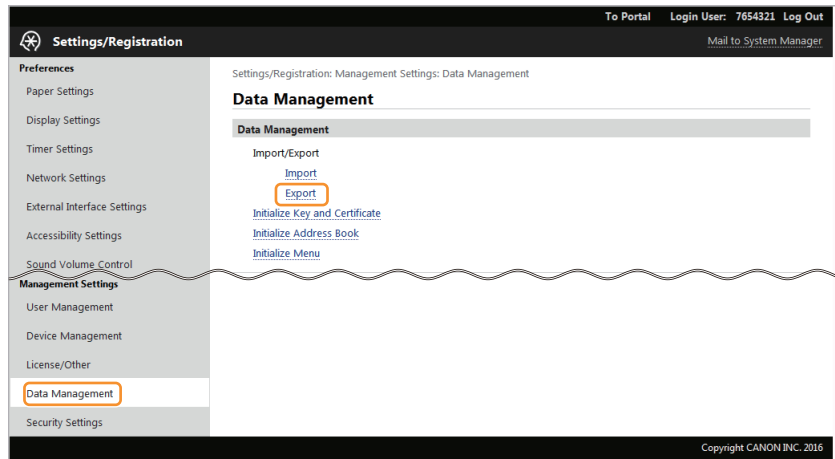 To Portal Login User: 7654321 Log Out
Settings/Registration
Mail to System Manager
Preferences
Paper Settings
Display Settings
Timer Settings
Network Settings
External Interface Settings
Accessibility Settings
Sound Volume Control
Management Settings
User Management
Device Management
License/Other
Data Management
Security Settings
Settings/Registration: Management Settings: Data Management
Data Management
Data Management
Import/Export
Import
Export
Initialize Key and Certificate
Initialize Address Book
Initialize Menu
Copyright CANON INC. 2016